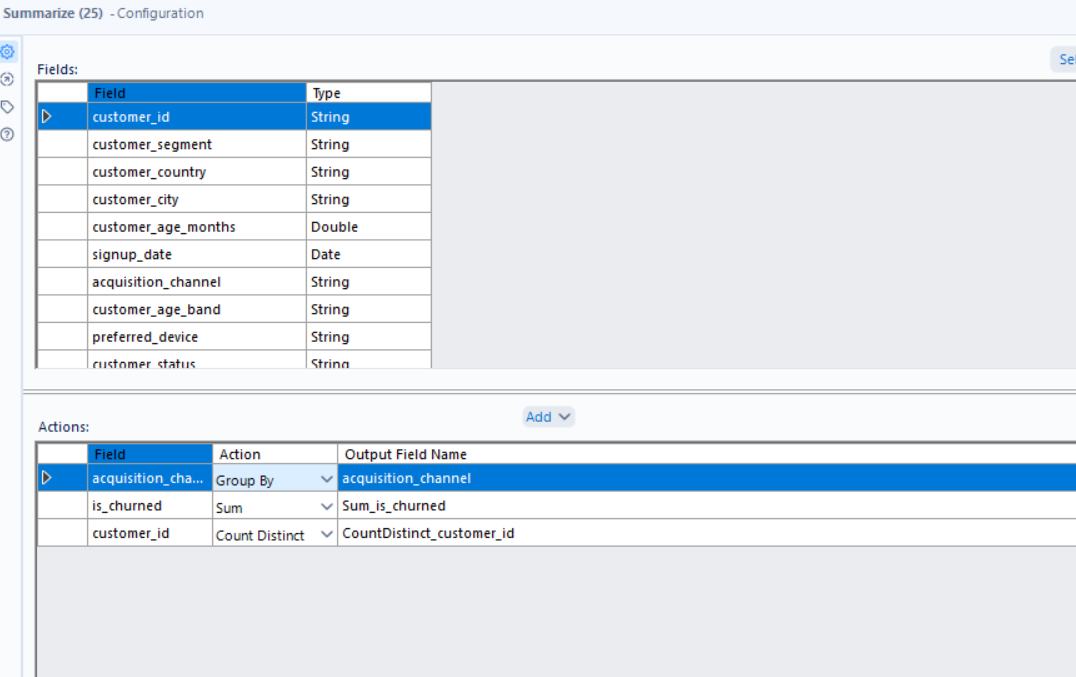 Summarize (25) - Configuration
Fields:
Field Type
customer_id String
customer_segment String
customer_country String
customer_city String
customer_age_months Double
signup_date Date
acquisition_channel String
customer_age_band String
preferred_device String
customer_status String
Add
Actions:
Field Action Output Field Name
acquisition_cha... Group By acquisition_channel
is_churned Sum Sum_is_churned
customer_id Count Distinct CountDistinct_customer_id